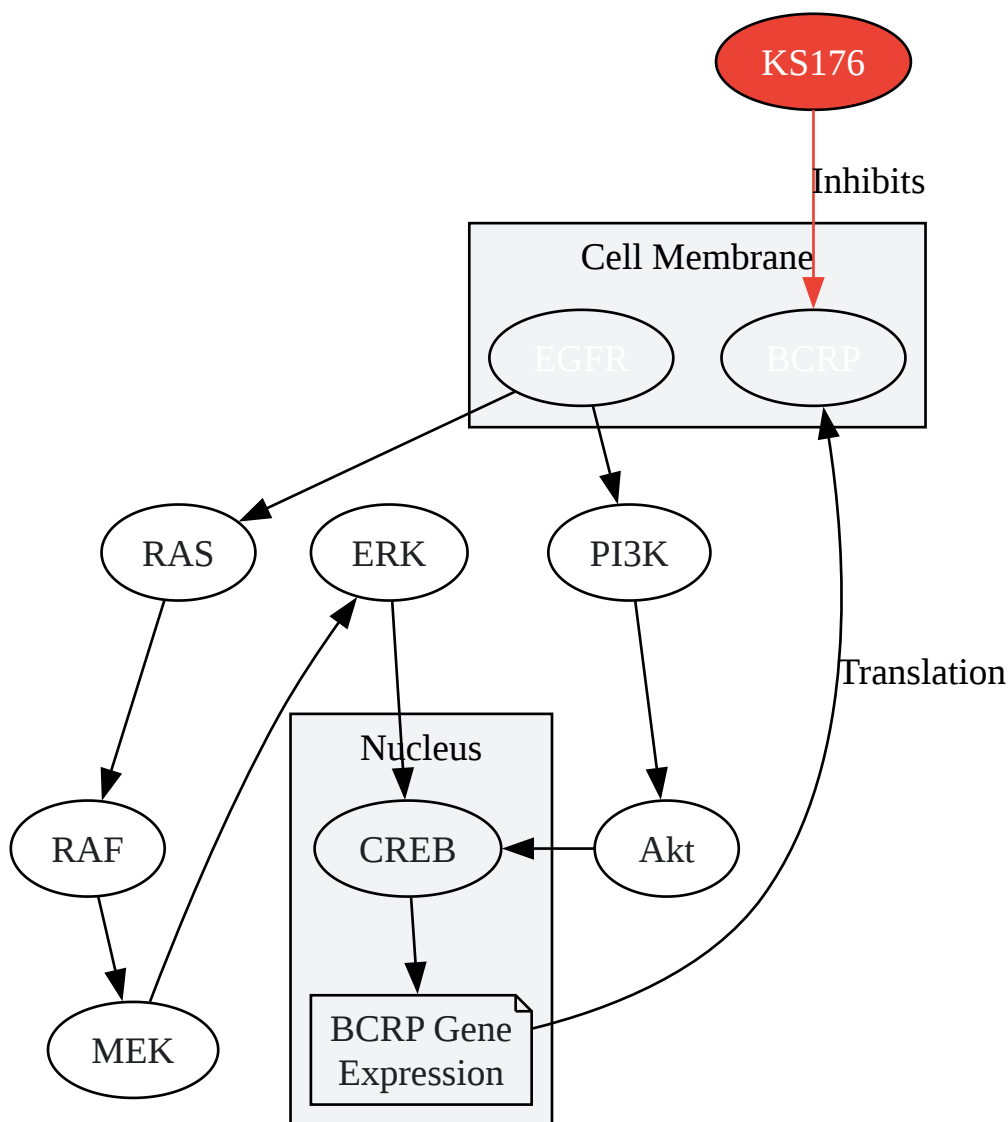 KS176
Inhibits
Cell Membrane
EGFR
BCRP
RAS
ERK
PI3K
Translation
Nucleus
RAF
CREB
Akt
BCRP Gene
Expression
MEK